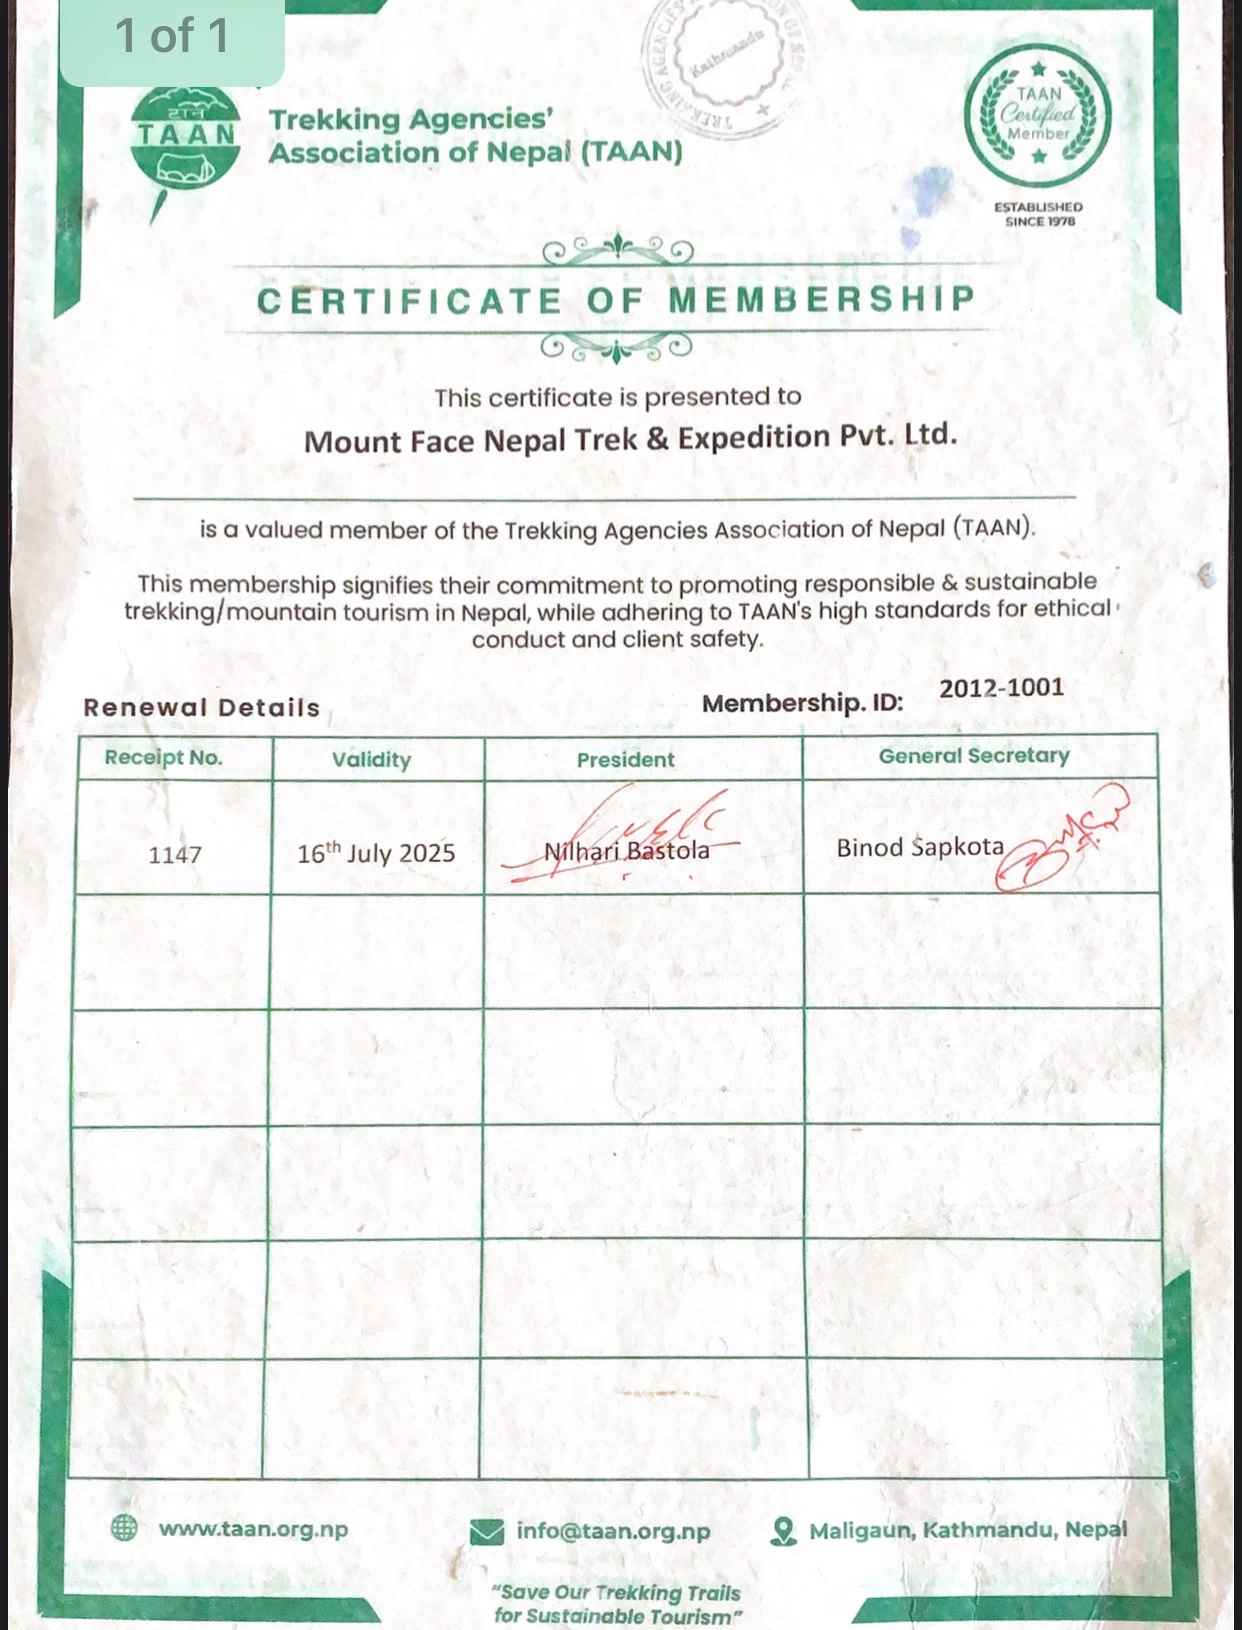 1 of 1
Kathmandu
टान
TAAN
Trekking Agencies'
Association of Nepal (TAAN)
TAAN
Certified
Member
ESTABLISHED
SINCE 1978
CERTIFICATE OF MEMBERSHIP
This certificate is presented to
Mount Face Nepal Trek & Expedition Pvt. Ltd.
is a valued member of the Trekking Agencies Association of Nepal (TAAN).
This membership signifies their commitment to promoting responsible & sustainable
trekking/mountain tourism in Nepal, while adhering to TAAN's high standards for ethical
conduct and client safety.
Renewal Details
Membership. ID: 2012-1001
Receipt No. Validity President General Secretary
1147 16th July 2025 Nilhari Bastola Binod Sapkota
www.taan.org.np info@taan.org.np Maligaun, Kathmandu, Nepal
"Save Our Trekking Trails
for Sustainable Tourism"